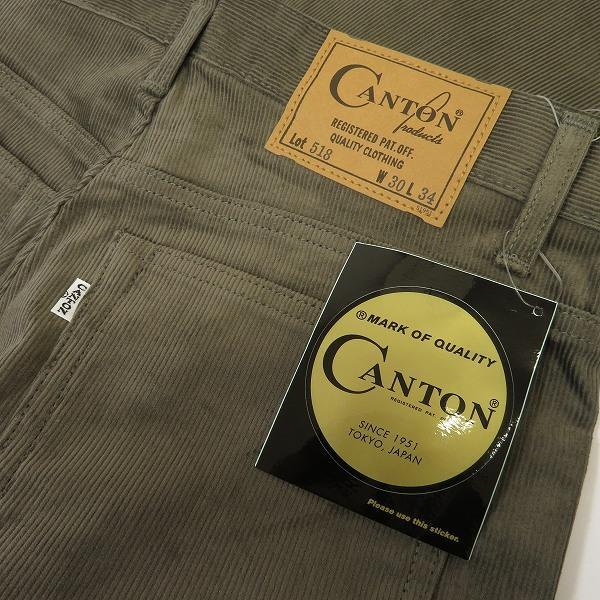 CANTON®
Products
REGISTERED PAT. OFF.
QUALITY CLOTHING
Lot 518
W 30 L 34
CANTON
® MARK OF QUALITY
CANTON®
REGISTERED PAT.
SINCE 1951
TOKYO, JAPAN
Please use this sticker.